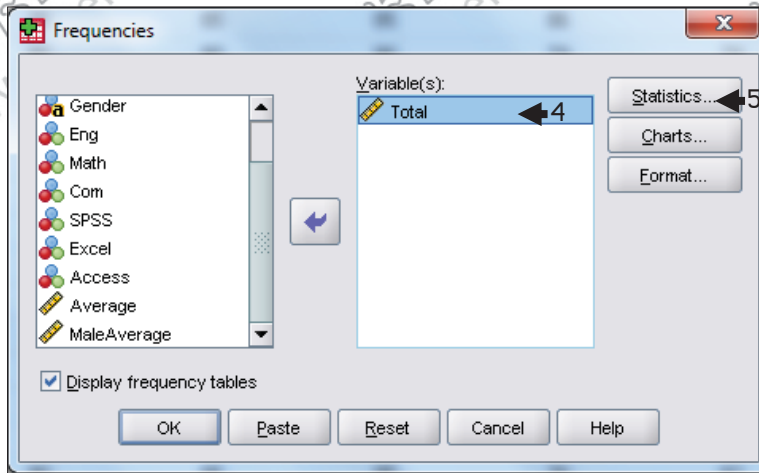 Frequencies
Variable(s):
Gender
Eng
Math
Com
SPSS
Excel
Access
Average
MaleAverage
Total
4
Statistics...
5
Charts...
Format...
Display frequency tables
OK
Paste
Reset
Cancel
Help